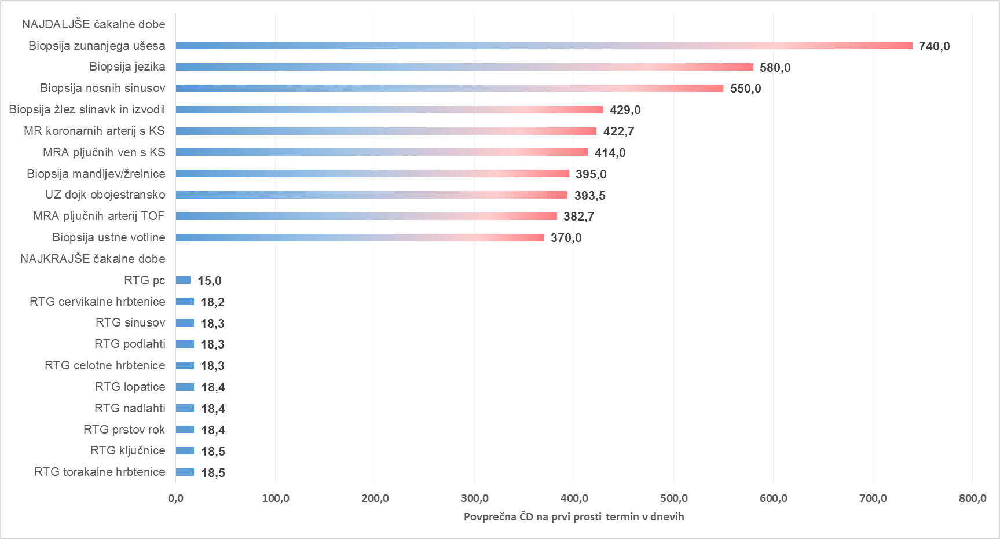 NAJDALJŠE čakalne dobe
Biopsija zunanjega ušesa 740,0
Biopsija jezika 580,0
Biopsija nosnih sinusov 550,0
Biopsija žlez slinavk in izvodil 429,0
MR koronarnih arterij s KS 422,7
MRA pljučnih ven s KS 414,0
Biopsija mandljev/žrelnice 395,0
UZ dojk obojestransko 393,5
MRA pljučnih arterij TOF 382,7
Biopsija ustne votline 370,0
NAJKRAJŠE čakalne dobe
RTG pc 15,0
RTG cervikalne hrbtenice 18,2
RTG sinusov 18,3
RTG podlahti 18,3
RTG celotne hrbtenice 18,3
RTG lopatice 18,4
RTG nadlahti 18,4
RTG prstov rok 18,4
RTG ključnice 18,5
RTG torakalne hrbtenice 18,5
0,0 100,0 200,0 300,0 400,0 500,0 600,0 700,0 800,0
Povprečna ČD na prvi prosti termin v dnevih